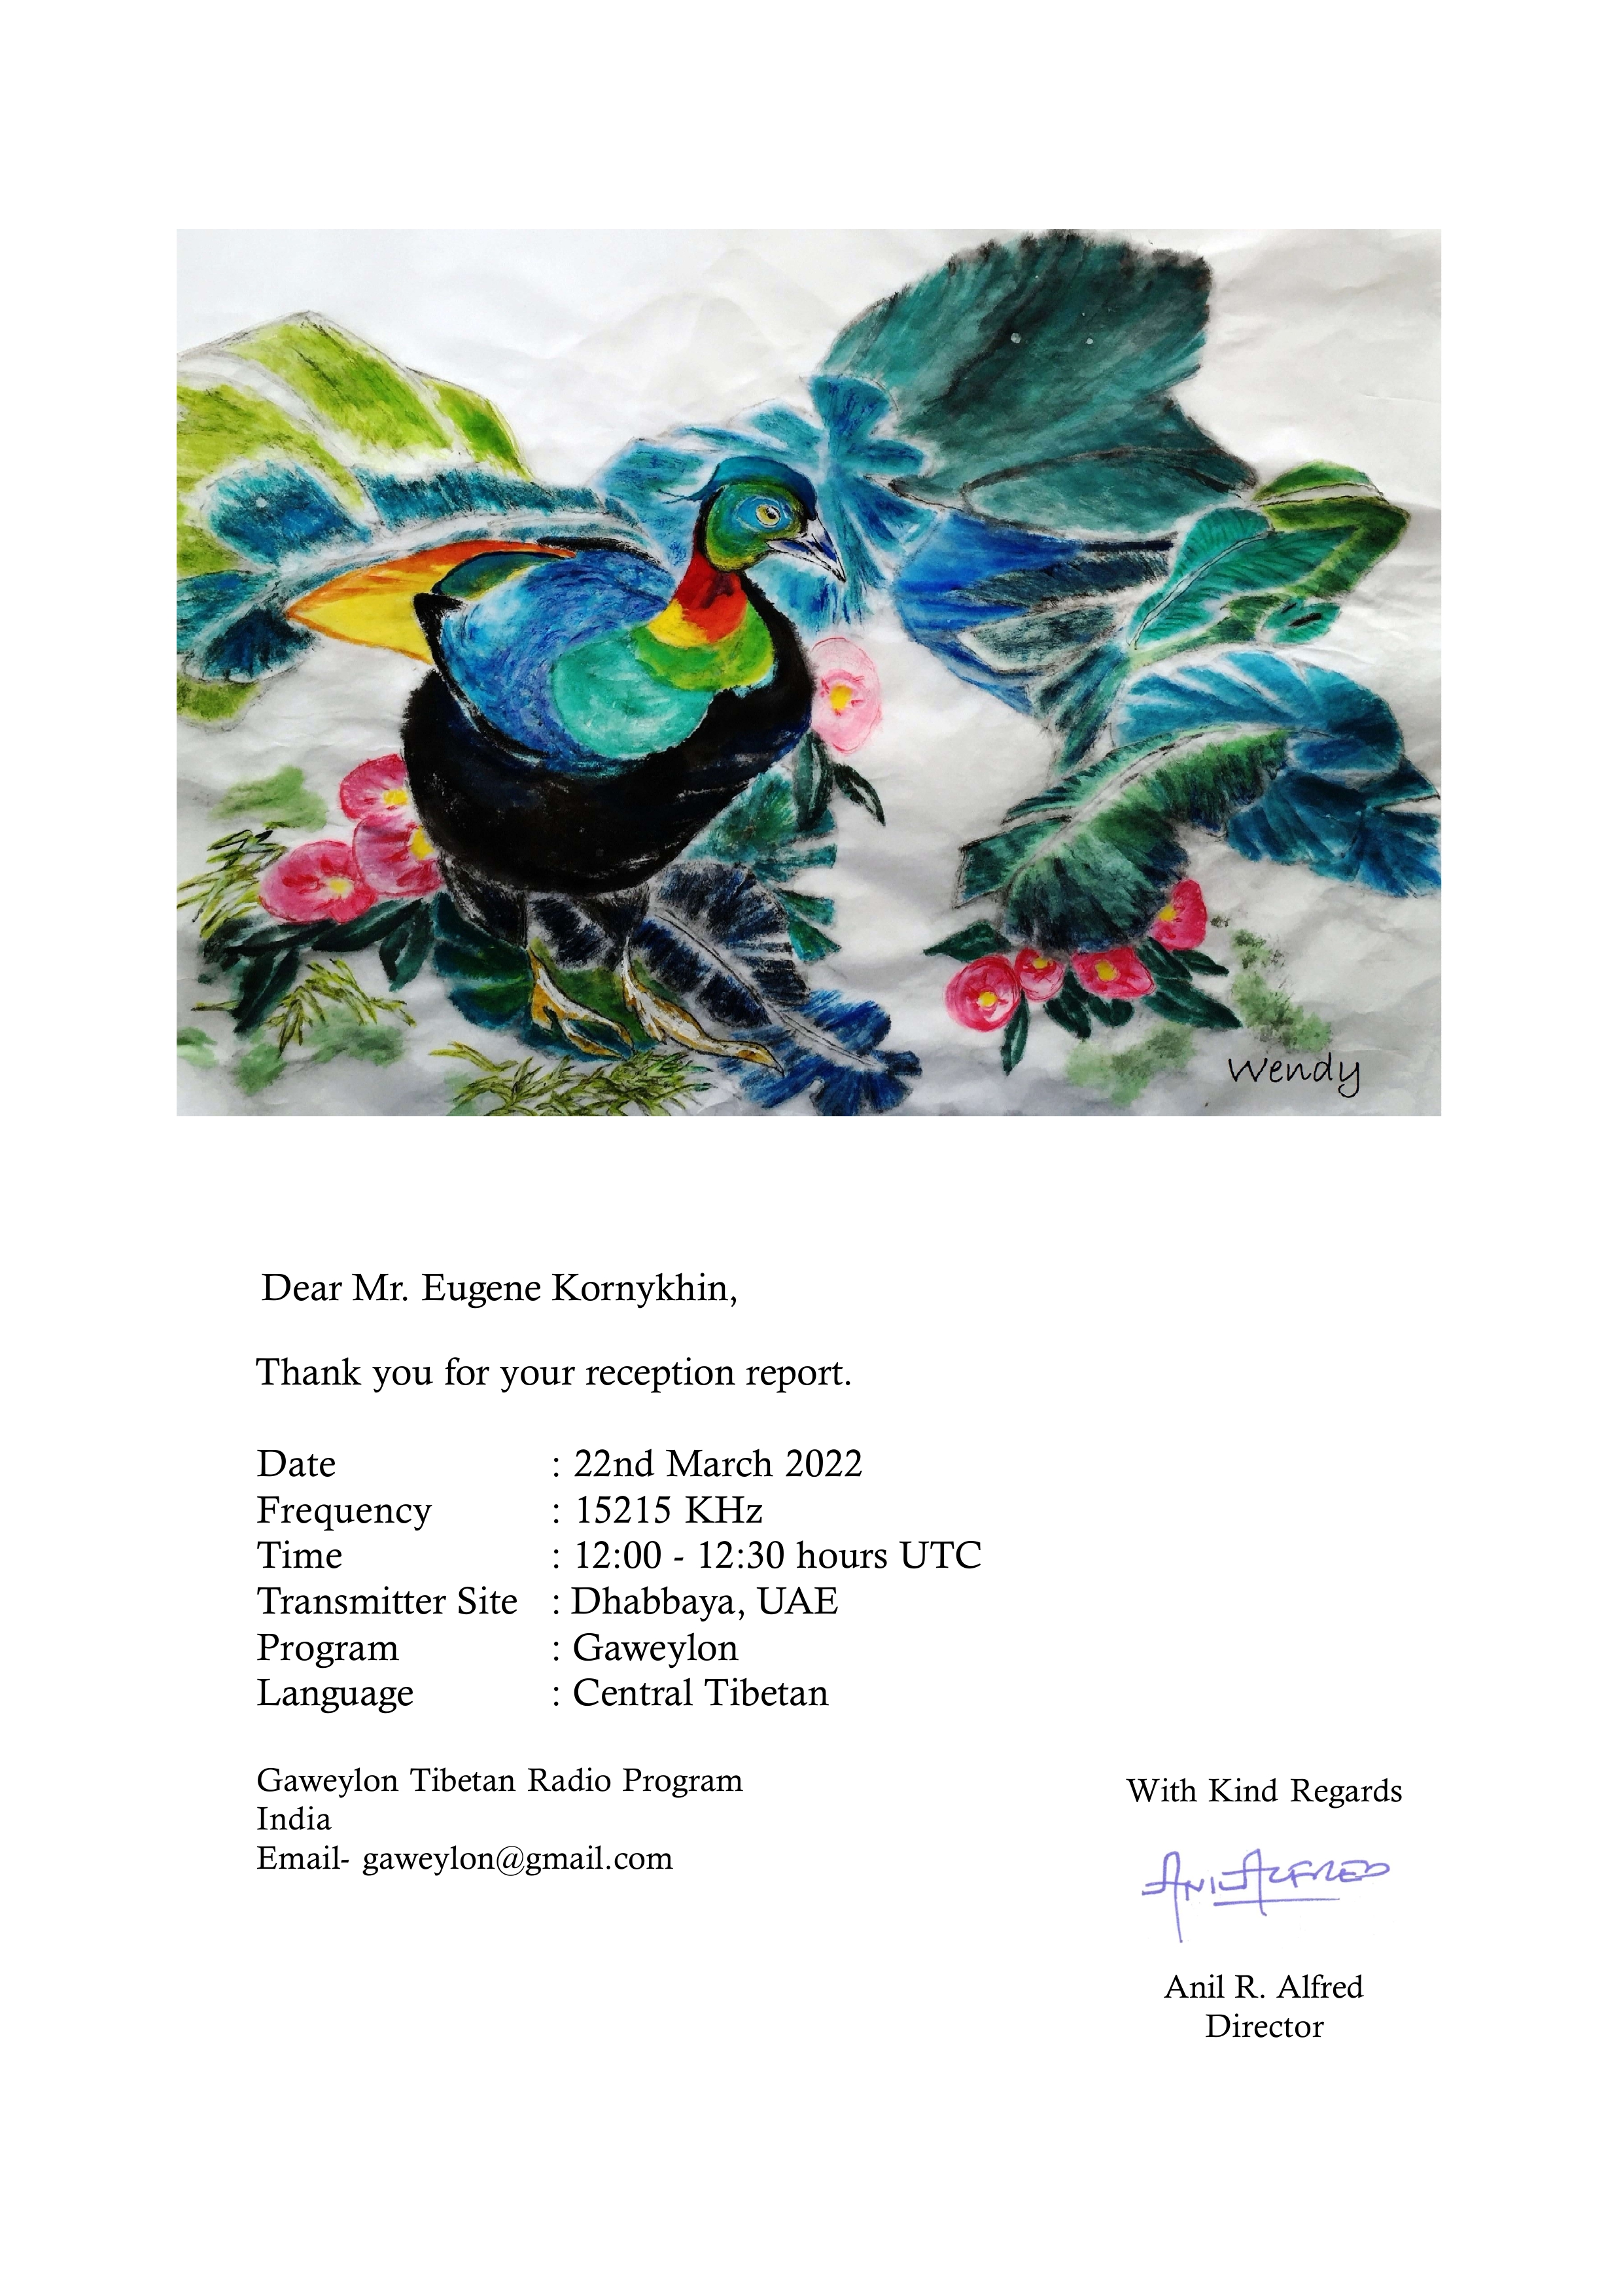 Wendy
Dear Mr. Eugene Kornykhin,
Thank you for your reception report.
Date : 22nd March 2022
Frequency : 15215 KHz
Time : 12:00 - 12:30 hours UTC
Transmitter Site : Dhabbaya, UAE
Program : Gaweylon
Language : Central Tibetan
Gaweylon Tibetan Radio Program
India
Email- gaweylon@gmail.com
With Kind Regards
Anil Alfred
Anil R. Alfred
Director